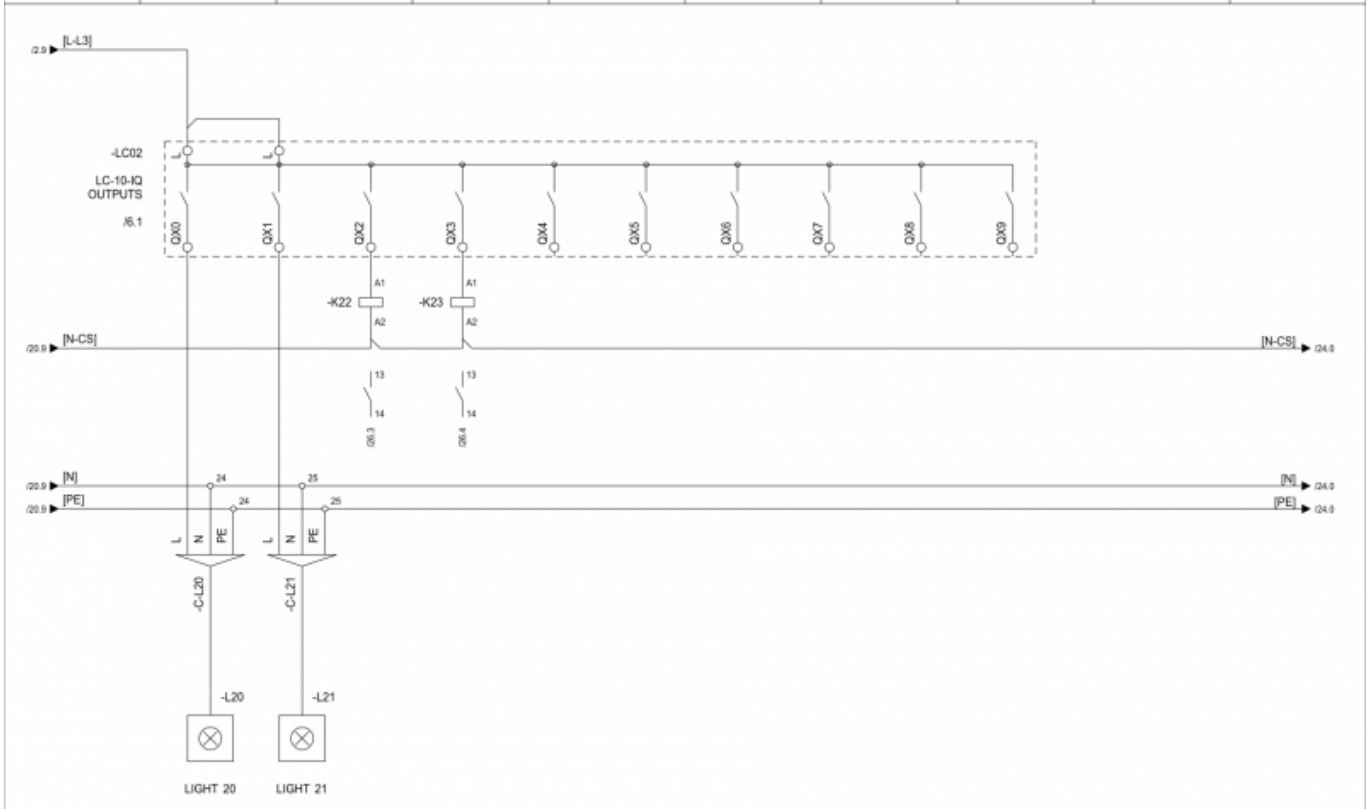 [L-L3]
/2.9
-LC02
L
L
LC-10-IQ
OUTPUTS
/6.1
QX0
QX1
QX2
QX3
QX4
QX5
QX6
QX7
QX8
QX9
A1
A1
-K22
-K23
A2
A2
[N-CS]
[N-CS]
/20.9
/24.0
13
13
14
14
/26.3
/26.4
[N]
24
25
[N]
/20.9
/24.0
[PE]
24
25
[PE]
/20.9
/24.0
L
N
PE
L
N
PE
-C-L20
-C-L21
-L20
-L21
LIGHT 20
LIGHT 21